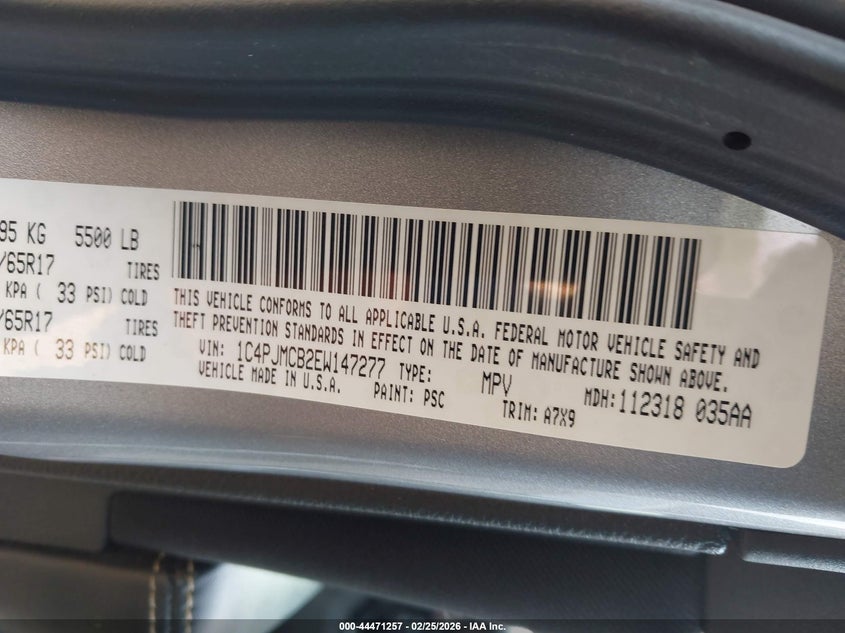 95 KG 5500 LB
/65R17 TIRES
KPA ( 33 PSI) COLD
/65R17 TIRES
KPA ( 33 PSI) COLD
THIS VEHICLE CONFORMS TO ALL APPLICABLE U.S.A. FEDERAL MOTOR VEHICLE SAFETY AND
THEFT PREVENTION STANDARDS IN EFFECT ON THE DATE OF MANUFACTURE SHOWN ABOVE.
VIN: 1C4PJMCB2EW147277 TYPE: MPV MDH:112318 035AA
VEHICLE MADE IN U.S.A. PAINT: PSC TRIM: A7X9
000-44471257 - 02/25/2026 - IAA Inc.